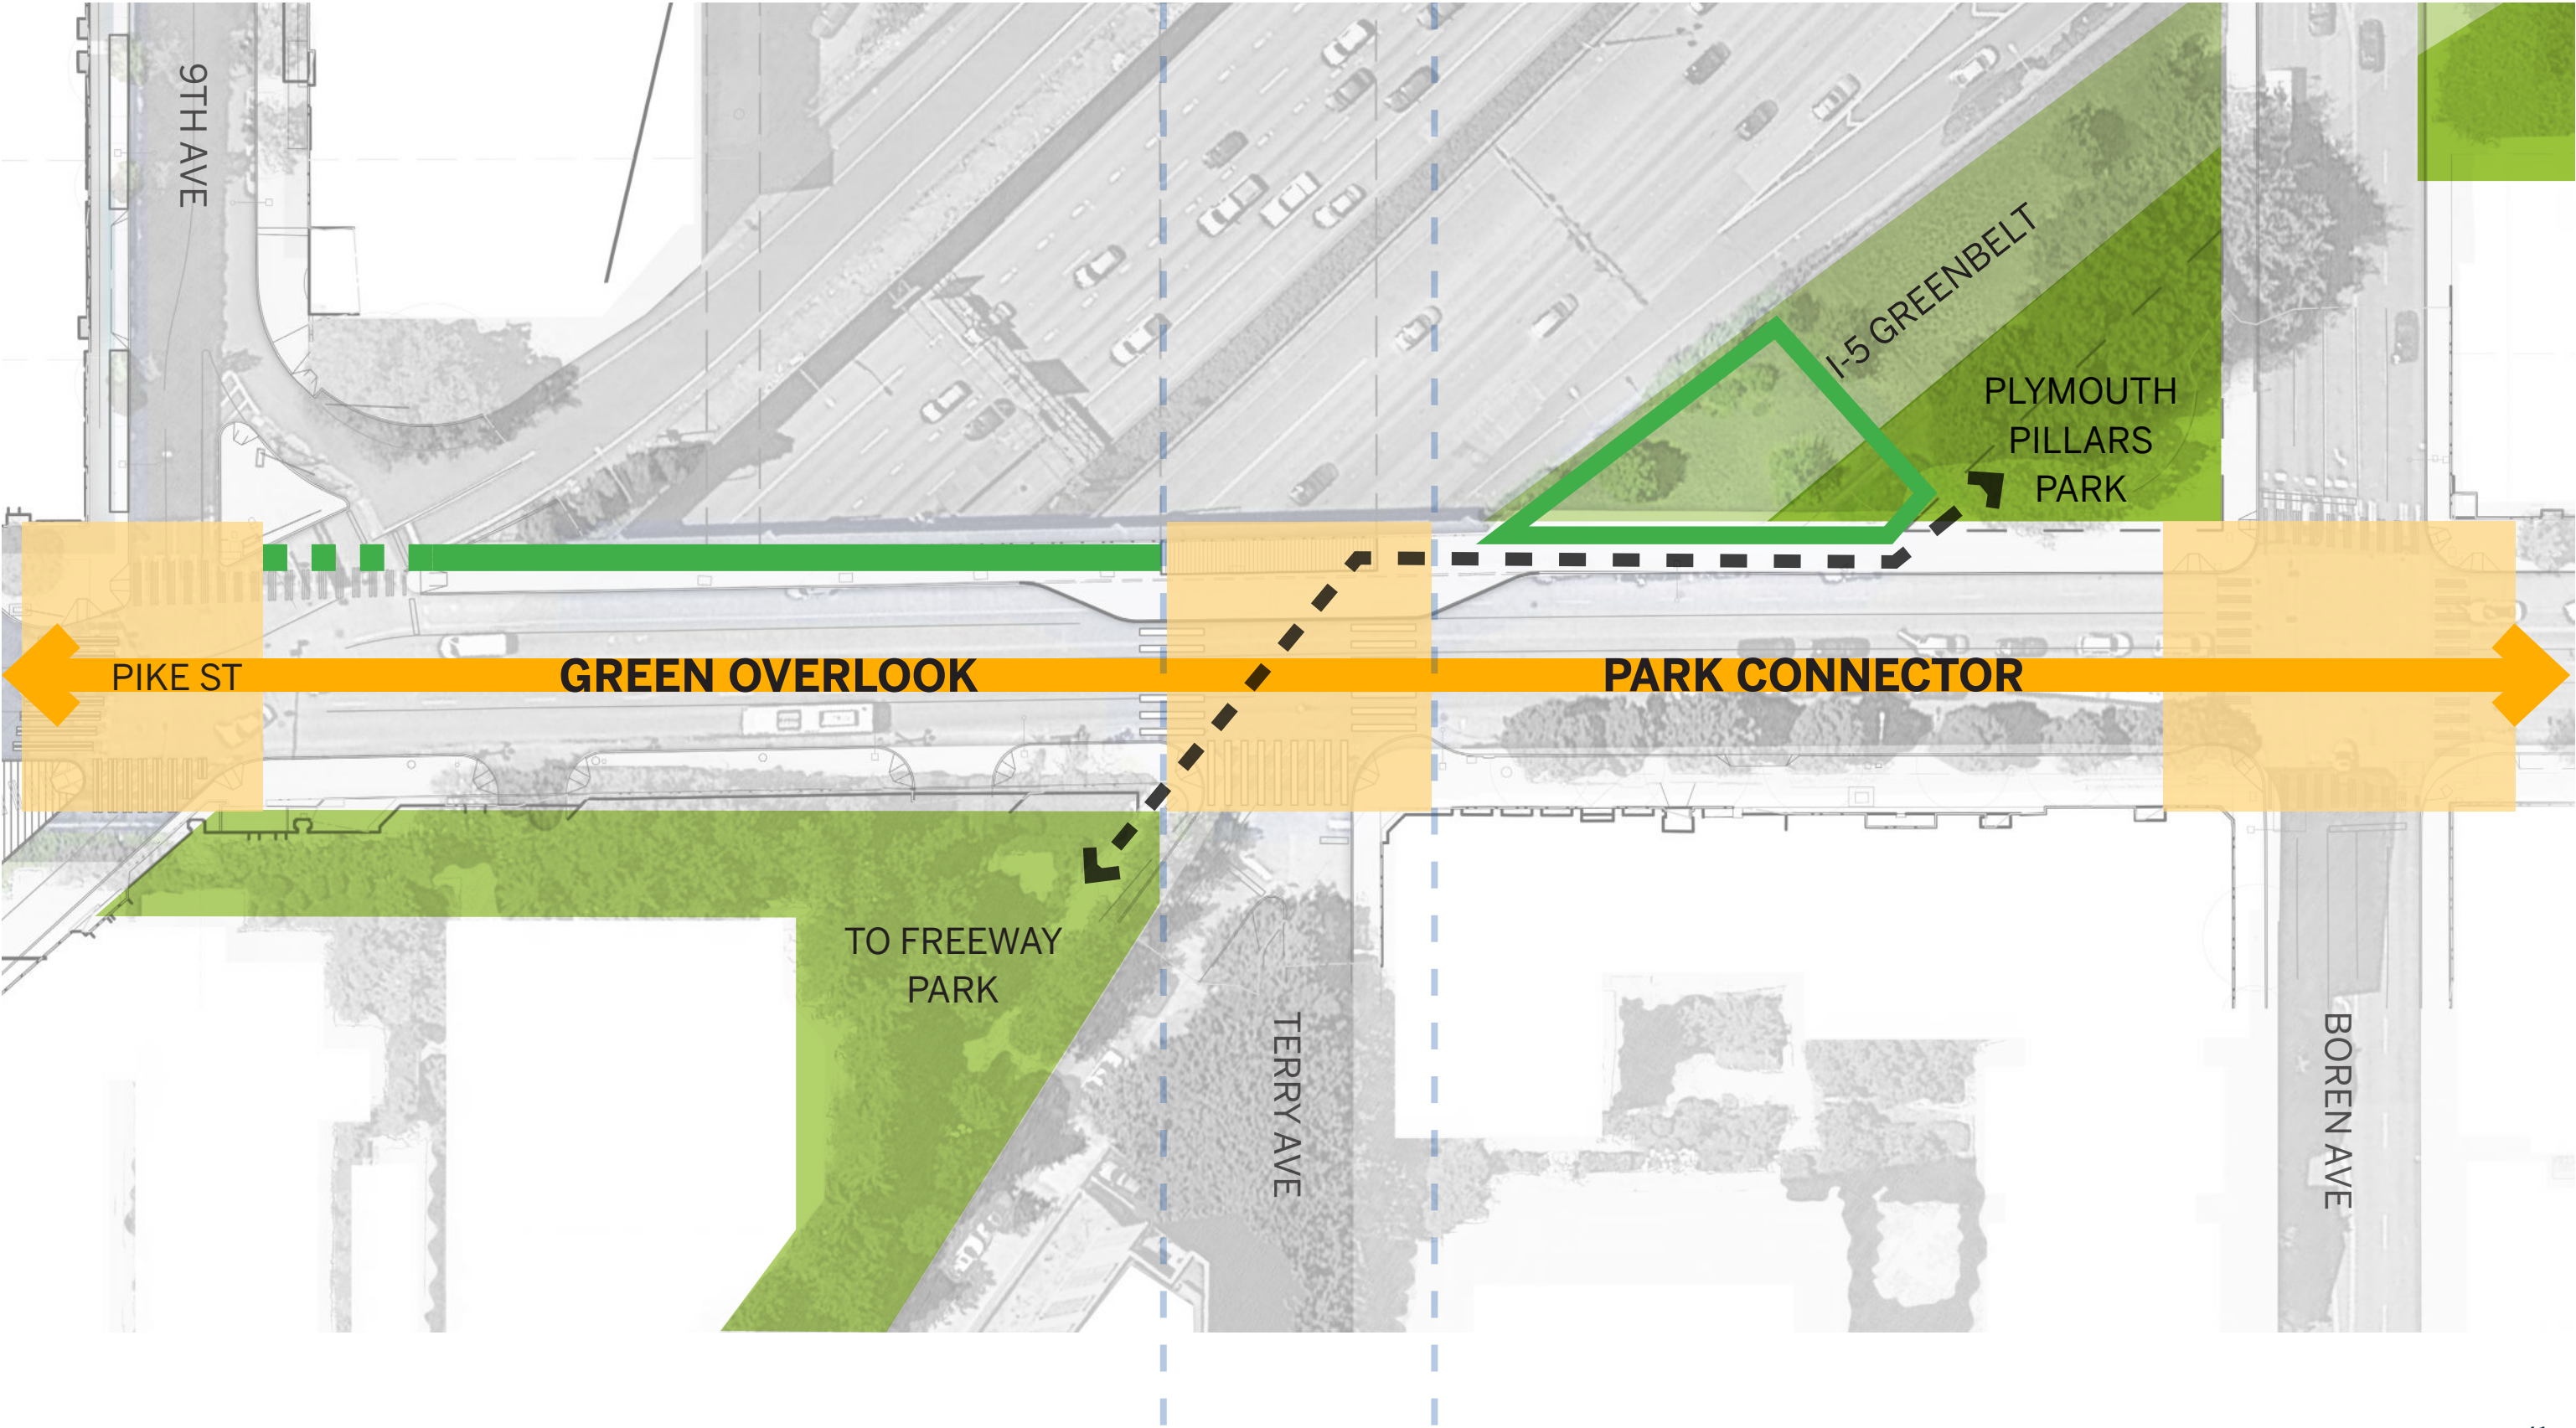 9TH AVE
I-5 GREENBELT
PLYMOUTH
PILLARS
PARK
PIKE ST
GREEN OVERLOOK
PARK CONNECTOR
TO FREEWAY
PARK
TERRY AVE
BOREN AVE